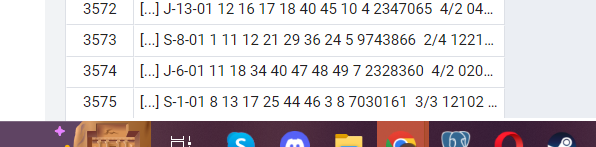 3572 [...] J-13-01 12 16 17 18 40 45 10 4 2347065 4/2 04...
3573 [...] S-8-01 1 11 12 21 29 36 24 5 9743866 2/4 1221...
3574 [...] J-6-01 11 18 34 40 47 48 49 7 2328360 4/2 020...
3575 [...] S-1-01 8 13 17 25 44 46 3 8 7030161 3/3 12102 ...